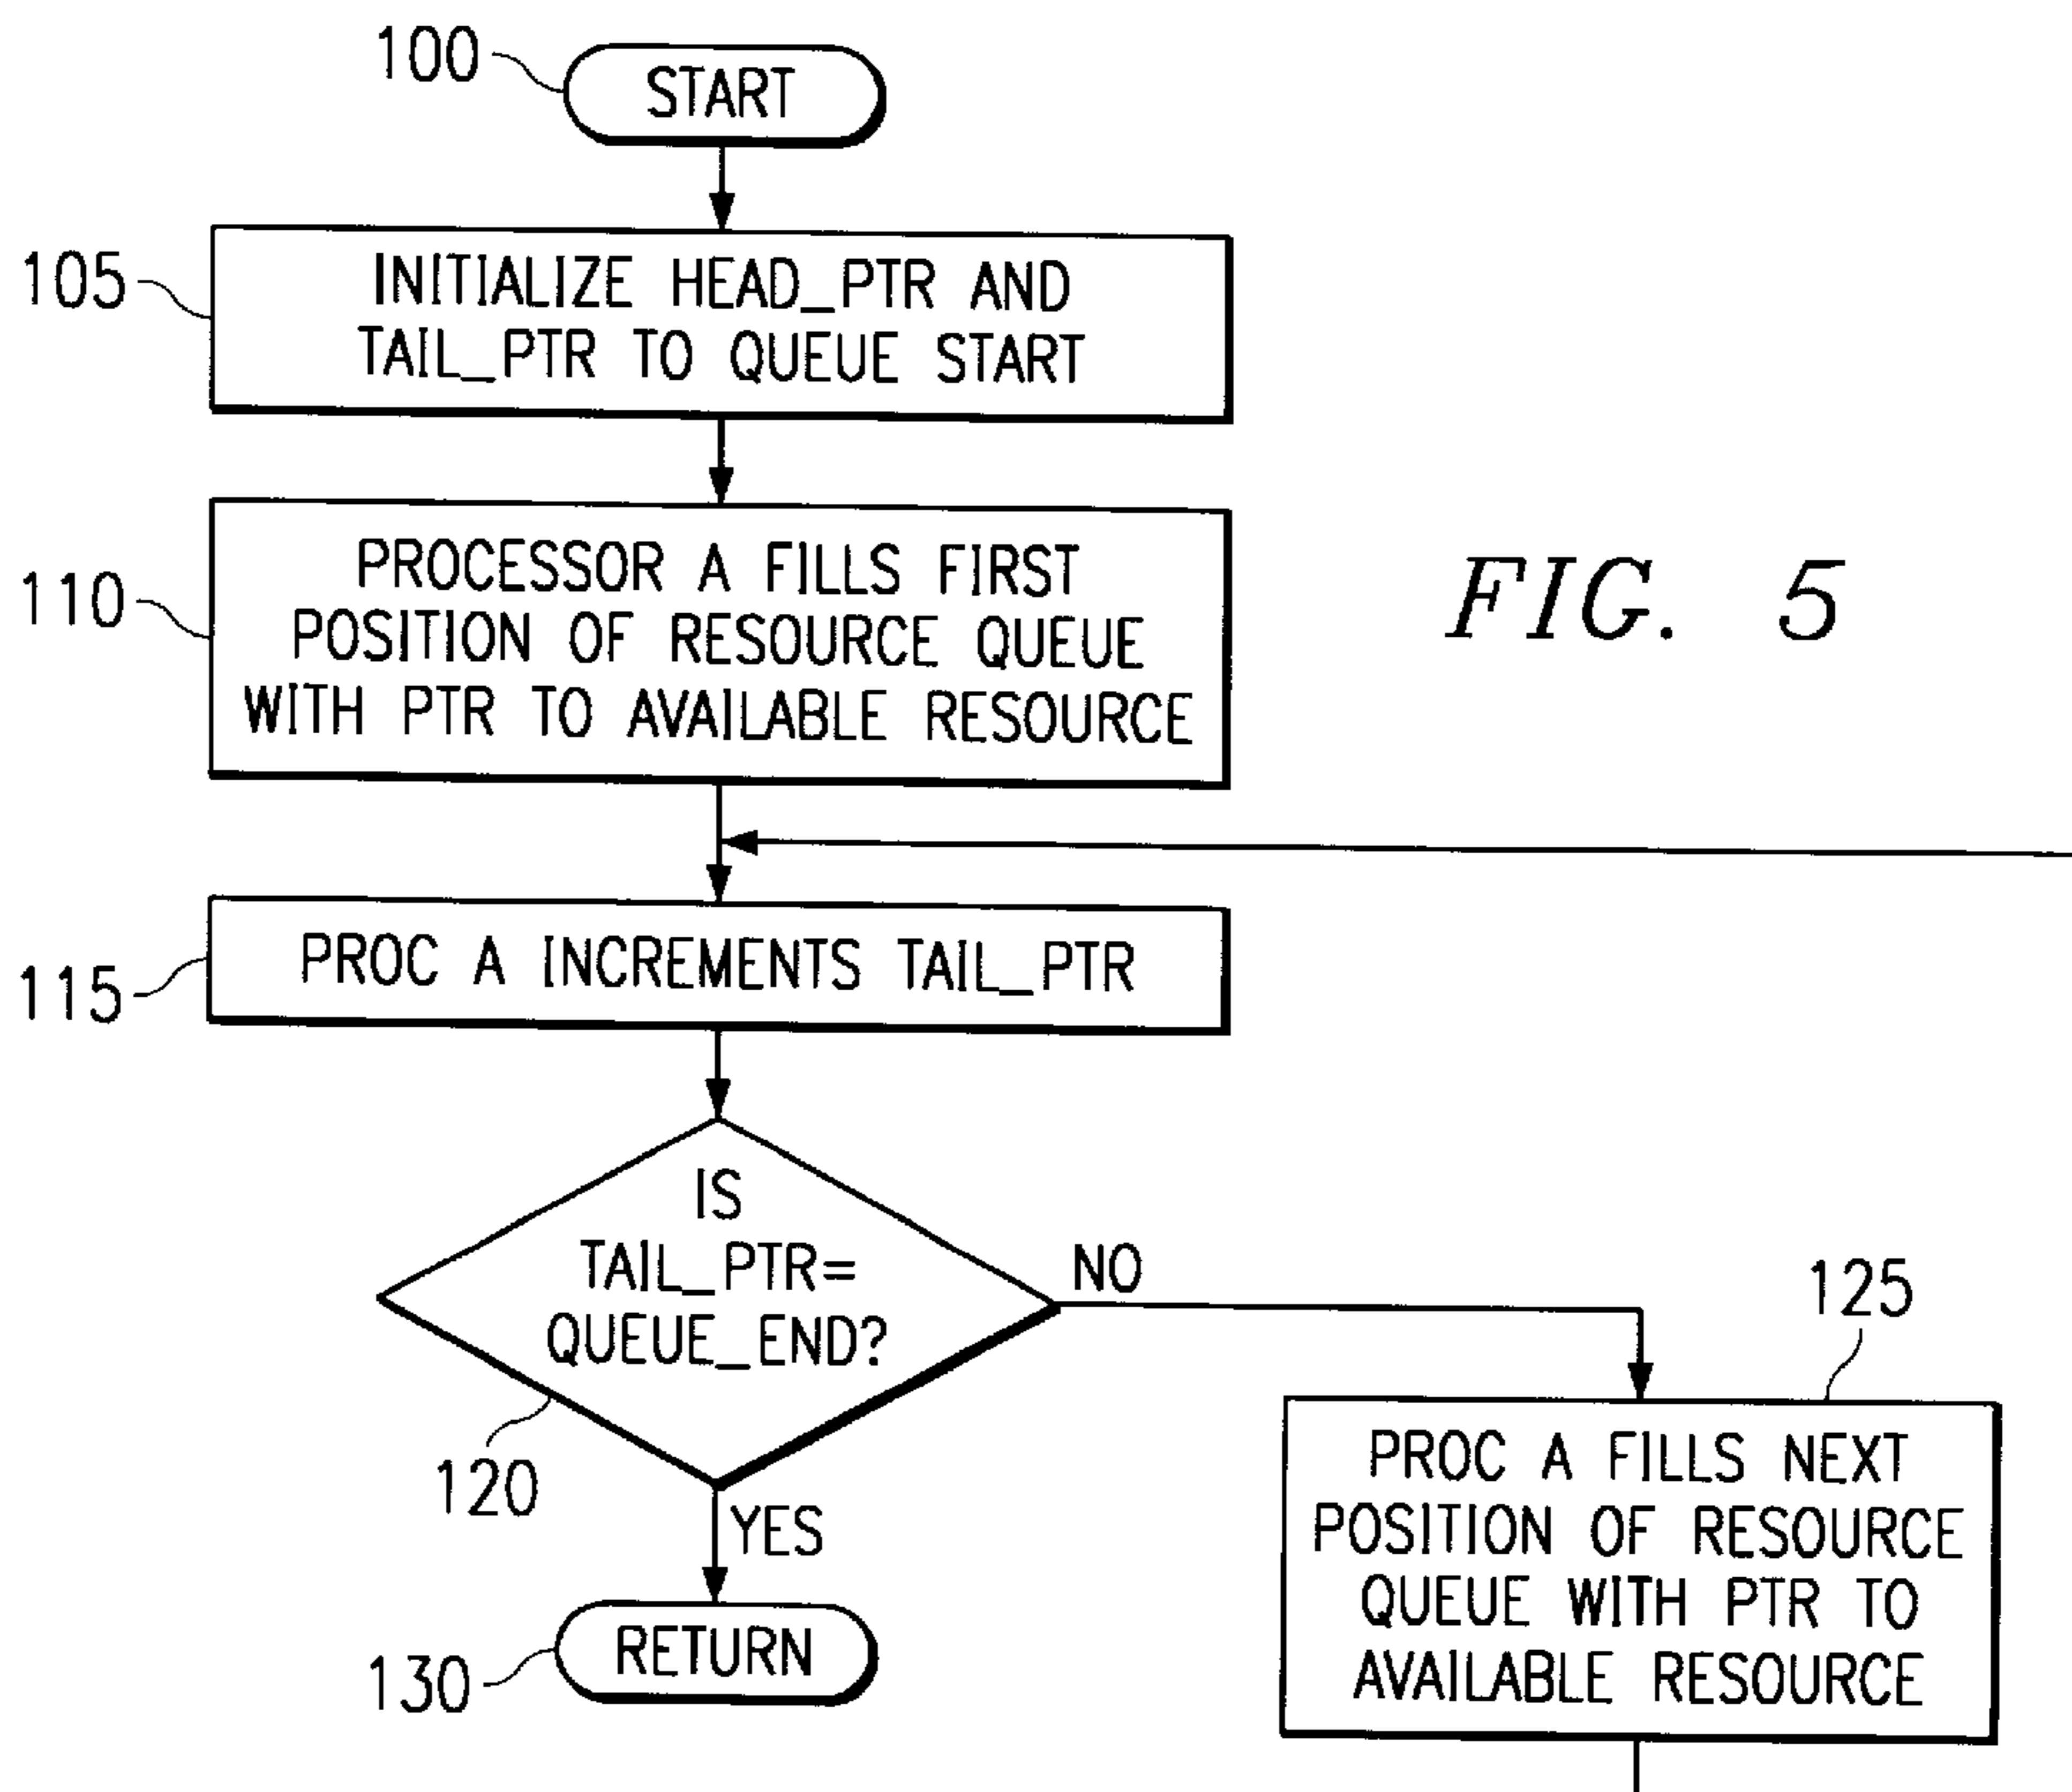 100
START
105
INITIALIZE HEAD_PTR AND
TAIL_PTR TO QUEUE START
110
PROCESSOR A FILLS FIRST
POSITION OF RESOURCE QUEUE
WITH PTR TO AVAILABLE RESOURCE
FIG. 5
115
PROC A INCREMENTS TAIL_PTR
IS
TAIL_PTR=
QUEUE_END?
NO
120
YES
125
PROC A FILLS NEXT
POSITION OF RESOURCE
QUEUE WITH PTR TO
AVAILABLE RESOURCE
130
RETURN